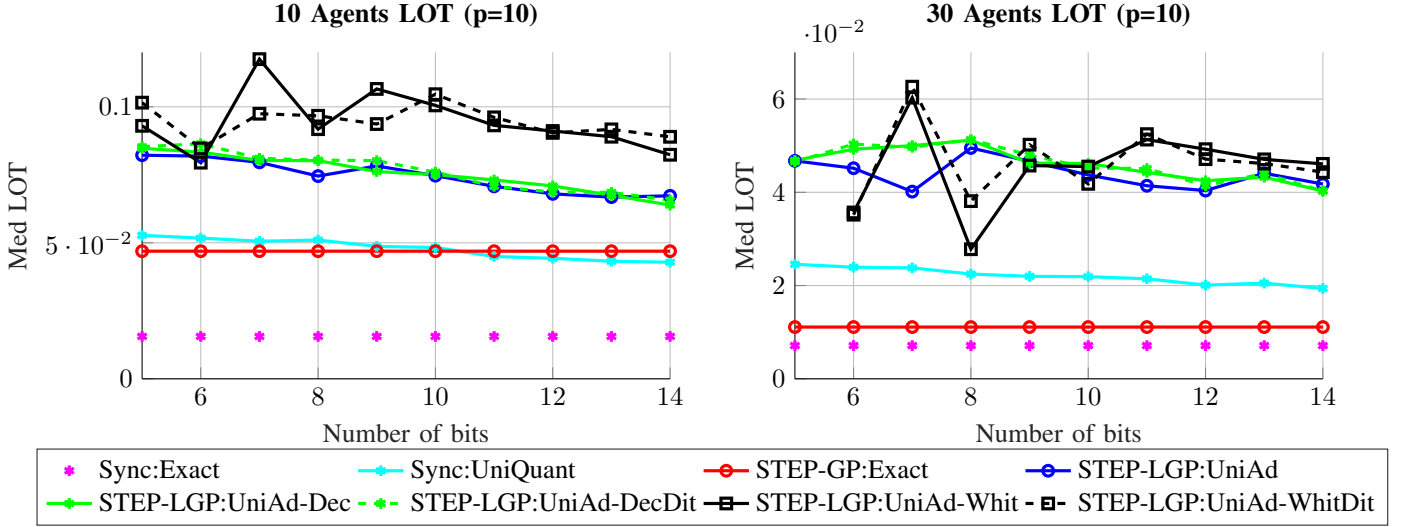 10 Agents LOT (p=10)
30 Agents LOT (p=10)
·10⁻²
0.1
5 · 10⁻²
0
Med LOT
6 8 10 12 14
Number of bits
6
4
2
0
Med LOT
6 8 10 12 14
Number of bits
Sync:Exact Sync:UniQuant STEP-GP:Exact STEP-LGP:UniAd
STEP-LGP:UniAd-Dec STEP-LGP:UniAd-DecDit STEP-LGP:UniAd-Whit STEP-LGP:UniAd-WhitDit